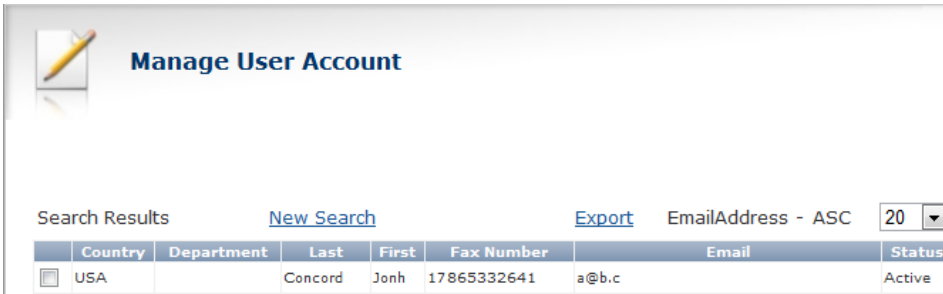 Manage User Account
Search Results New Search Export EmailAddress - ASC 20
Country Department Last First Fax Number Email Status
USA Concord Jonh 17865332641 a@b.c Active